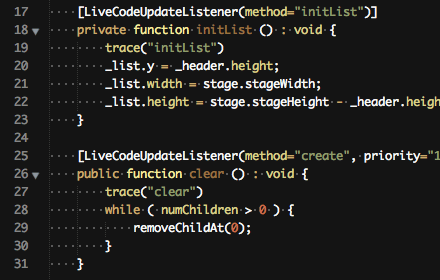 17 [LiveCodeUpdateListener(method="initList")]
18 private function initList () : void {
19 trace("initList")
20 _list.y = _header.height;
21 _list.width = stage.stageWidth;
22 _list.height = stage.stageHeight - _header.heigh
23 }
24
25 [LiveCodeUpdateListener(method="create", priority="1
26 public function clear () : void {
27 trace("clear")
28 while ( numChildren > 0 ) {
29 removeChildAt(0);
30 }
31 }